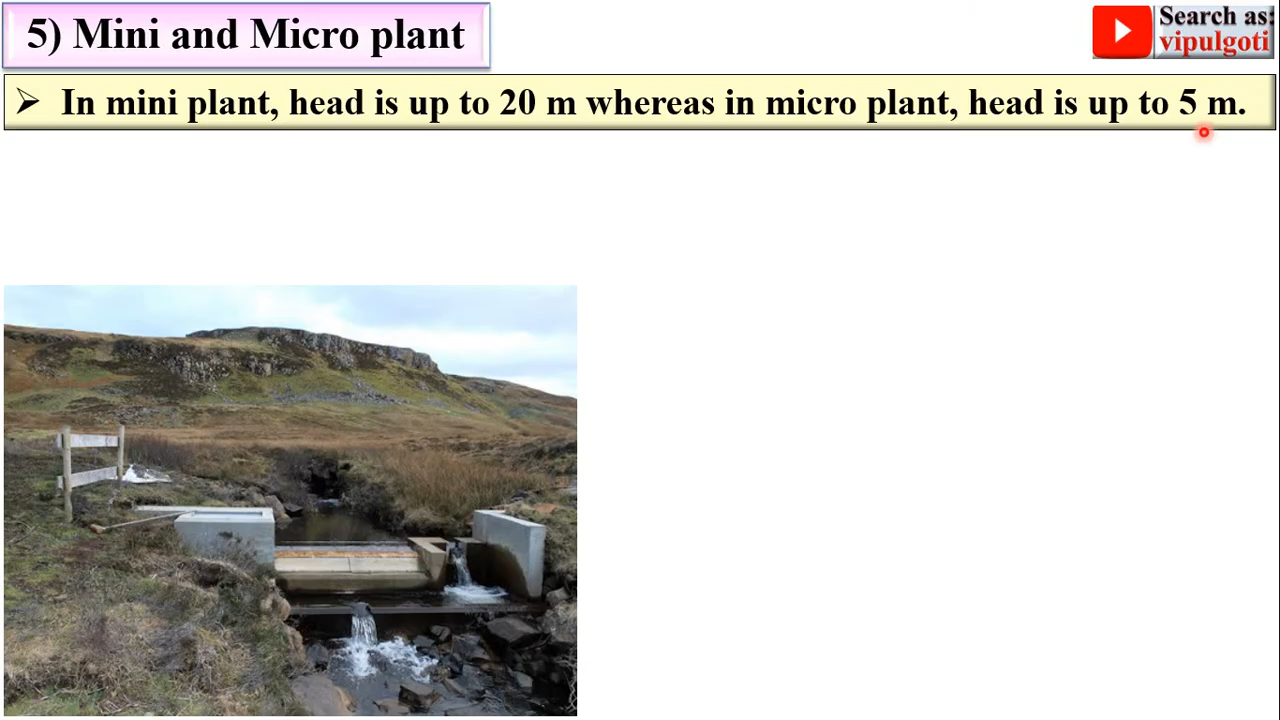 5) Mini and Micro plant
Search as:
vipulgoti
➢ In mini plant, head is up to 20 m whereas in micro plant, head is up to 5 m.